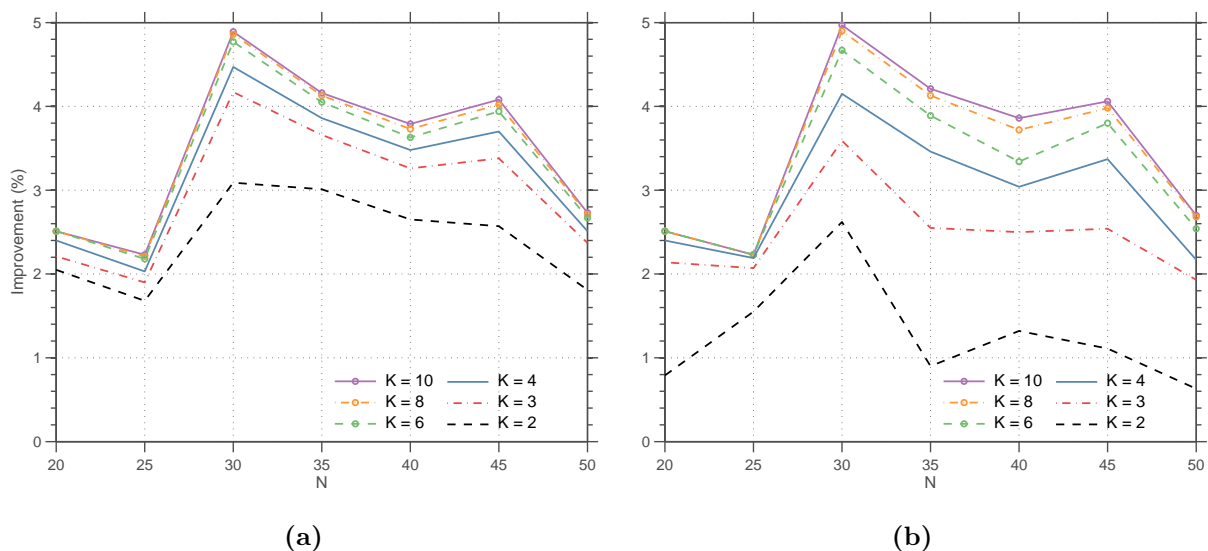 5
4
3
2
1
0
Improvement (%)
K = 10
K = 8
K = 6
K = 4
K = 3
K = 2
20 25 30 35 40 45 50
N
(a)
5
4
3
2
1
0
K = 10
K = 8
K = 6
K = 4
K = 3
K = 2
20 25 30 35 40 45 50
N
(b)